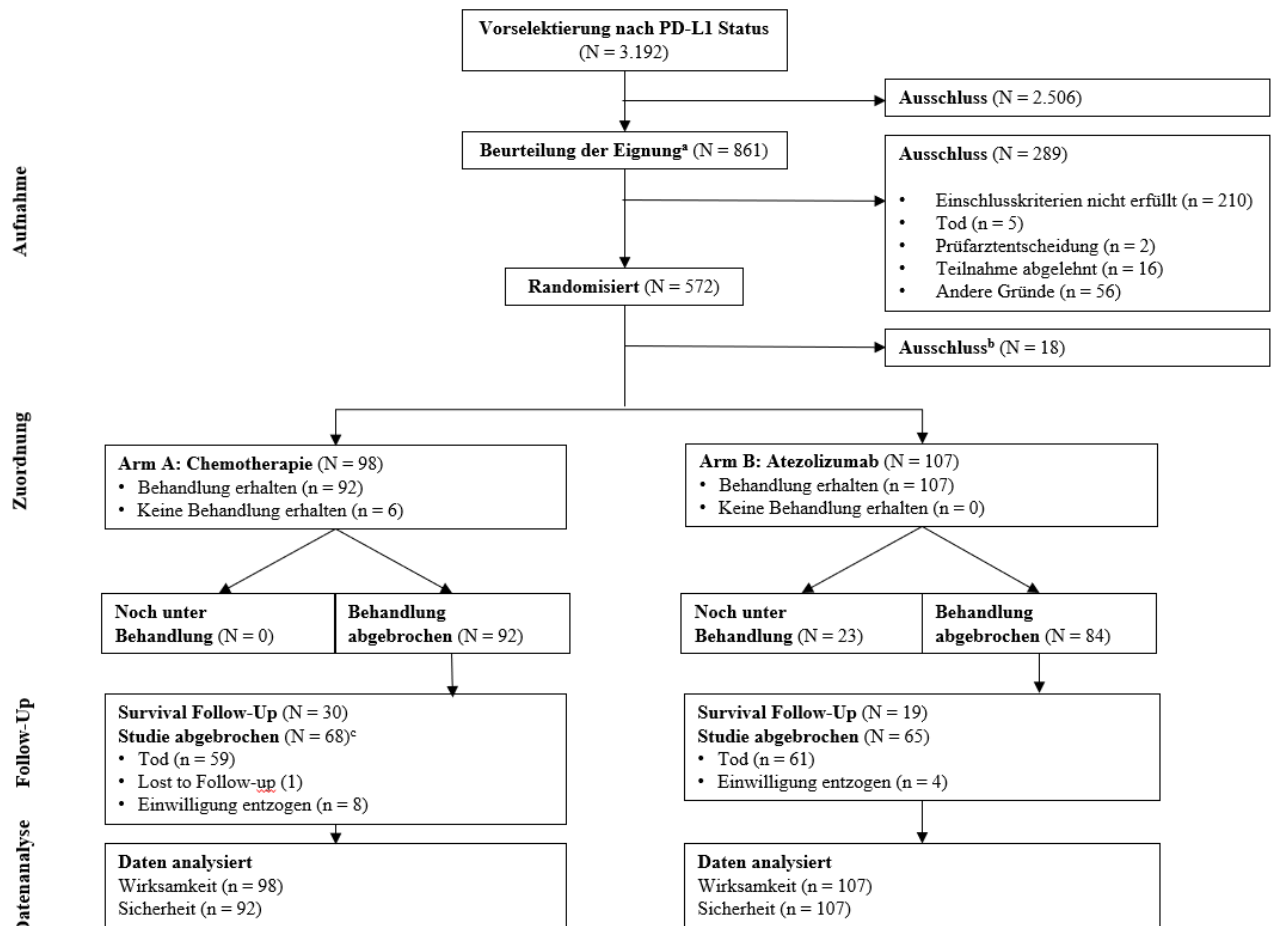 Vorselektierung nach PD-L1 Status
(N = 3.192)
Ausschluss (N = 2.506)
Beurteilung der Eignungᵃ (N = 861)
Ausschluss (N = 289)
• Einschlusskriterien nicht erfüllt (n = 210)
• Tod (n = 5)
• Prüfarztentscheidung (n = 2)
• Teilnahme abgelehnt (n = 16)
• Andere Gründe (n = 56)
Aufnahme
Randomisiert (N = 572)
Ausschlussᵇ (N = 18)
Zuordnung
Arm A: Chemotherapie (N = 98)
• Behandlung erhalten (n = 92)
• Keine Behandlung erhalten (n = 6)
Arm B: Atezolizumab (N = 107)
• Behandlung erhalten (n = 107)
• Keine Behandlung erhalten (n = 0)
Noch unter
Behandlung (N = 0)
Behandlung
abgebrochen (N = 92)
Noch unter
Behandlung (N = 23)
Behandlung
abgebrochen (N = 84)
Follow-Up
Survival Follow-Up (N = 30)
Studie abgebrochen (N = 68)ᶜ
• Tod (n = 59)
• Lost to Follow-up (1)
• Einwilligung entzogen (n = 8)
Survival Follow-Up (N = 19)
Studie abgebrochen (N = 65)
• Tod (n = 61)
• Einwilligung entzogen (n = 4)
Datenanalyse
Daten analysiert
Wirksamkeit (n = 98)
Sicherheit (n = 92)
Daten analysiert
Wirksamkeit (n = 107)
Sicherheit (n = 107)